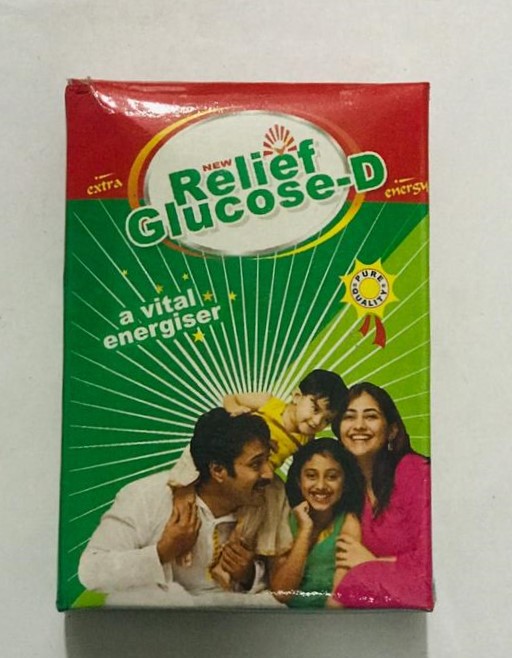 NEW
Relief
Glucose-D
extra
energy
PURE
QUALITY
a vital
energiser